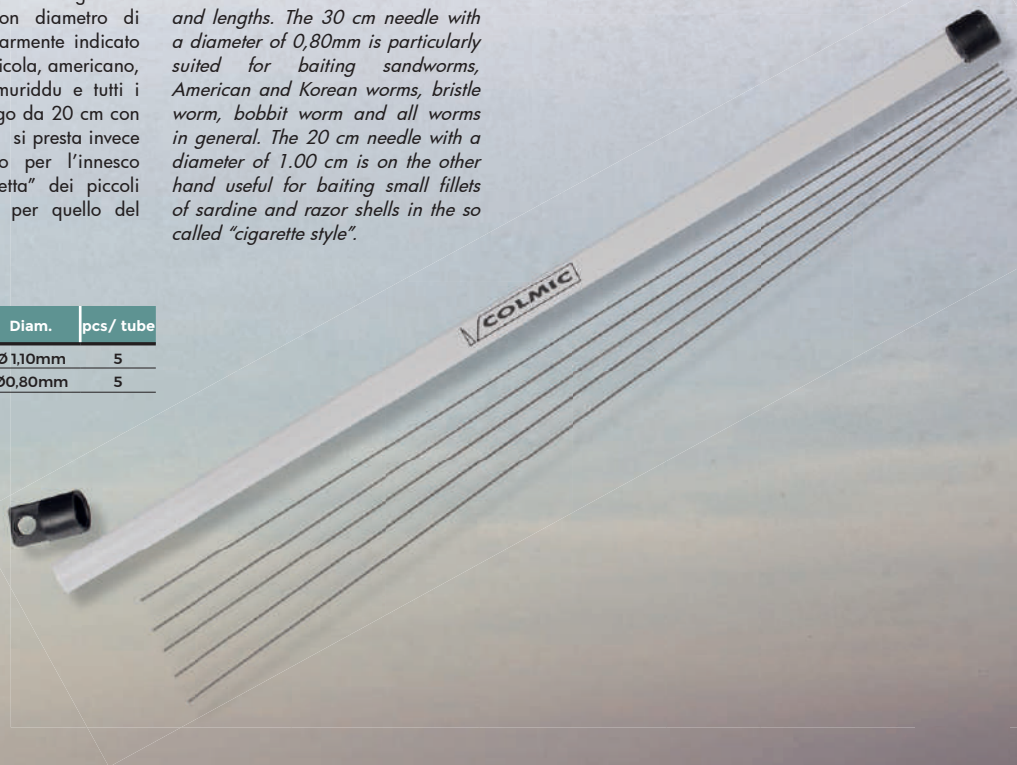 on diametro di
armente indicato
icola, americano,
muriddu e tutti i
go da 20 cm con
si presta invece
o per l’innesco
etta” dei piccoli
per quello del
and lengths. The 30 cm needle with
a diameter of 0,80mm is particularly
suited for baiting sandworms,
American and Korean worms, bristle
worm, bobbit worm and all worms
in general. The 20 cm needle with a
diameter of 1.00 cm is on the other
hand useful for baiting small fillets
of sardine and razor shells in the so
called “cigarette style”.
Diam. pcs/ tube
Ø 1,10mm 5
Ø0,80mm 5
COLMIC